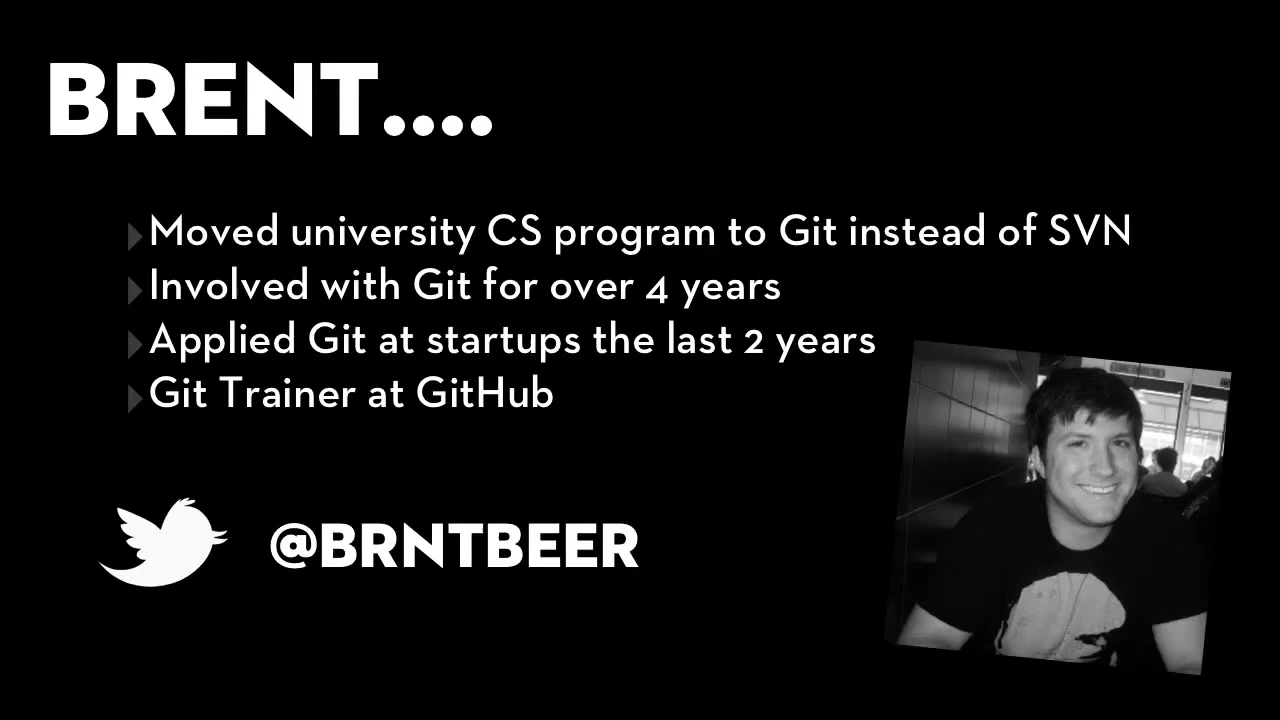 BRENT....
Moved university CS program to Git instead of SVN
Involved with Git for over 4 years
Applied Git at startups the last 2 years
Git Trainer at GitHub
@BRNTBEER